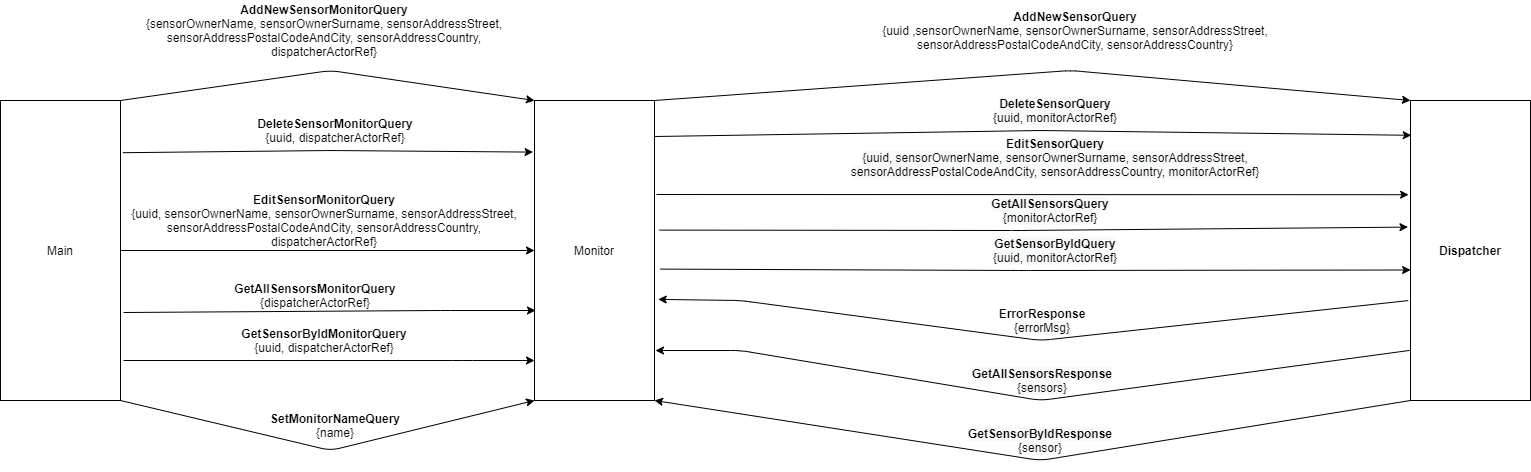 AddNewSensorMonitorQuery
{sensorOwnerName, sensorOwnerSurname, sensorAddressStreet,
sensorAddressPostalCodeAndCity, sensorAddressCountry,
dispatcherActorRef}
AddNewSensorQuery
{uuid ,sensorOwnerName, sensorOwnerSurname, sensorAddressStreet,
sensorAddressPostalCodeAndCity, sensorAddressCountry}
Main
DeleteSensorMonitorQuery
{uuid, dispatcherActorRef}
EditSensorMonitorQuery
{uuid, sensorOwnerName, sensorOwnerSurname, sensorAddressStreet,
sensorAddressPostalCodeAndCity, sensorAddressCountry,
dispatcherActorRef}
GetAllSensorsMonitorQuery
{dispatcherActorRef}
GetSensorByIdMonitorQuery
{uuid, dispatcherActorRef}
SetMonitorNameQuery
{name}
Monitor
DeleteSensorQuery
{uuid, monitorActorRef}
EditSensorQuery
{uuid, sensorOwnerName, sensorOwnerSurname, sensorAddressStreet,
sensorAddressPostalCodeAndCity, sensorAddressCountry, monitorActorRef}
GetAllSensorsQuery
{monitorActorRef}
GetSensorByIdQuery
{uuid, monitorActorRef}
ErrorResponse
{errorMsg}
GetAllSensorsResponse
{sensors}
GetSensorByIdResponse
{sensor}
Dispatcher